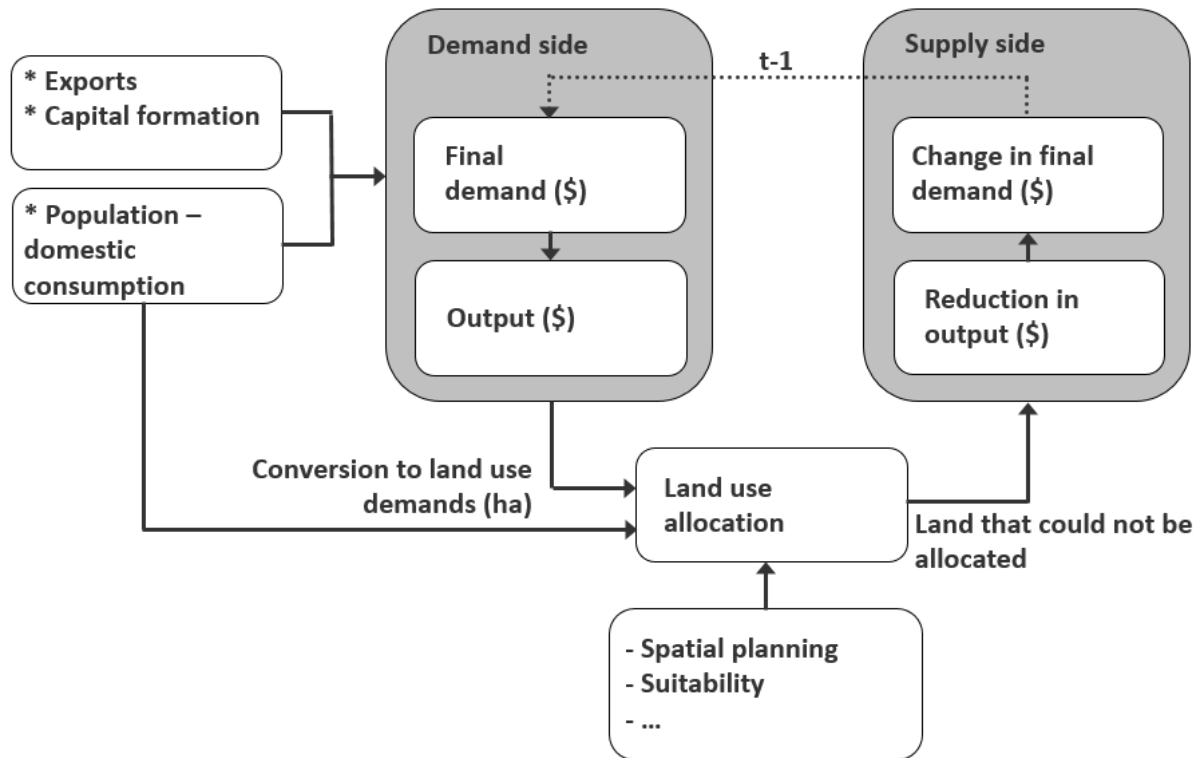 * Exports
* Capital formation
* Population –
domestic
consumption
Demand side
Final
demand ($)
Output ($)
t-1
Supply side
Change in final
demand ($)
Reduction in
output ($)
Conversion to land use
demands (ha)
Land use
allocation
Land that could not be
allocated
- Spatial planning
- Suitability
- ...